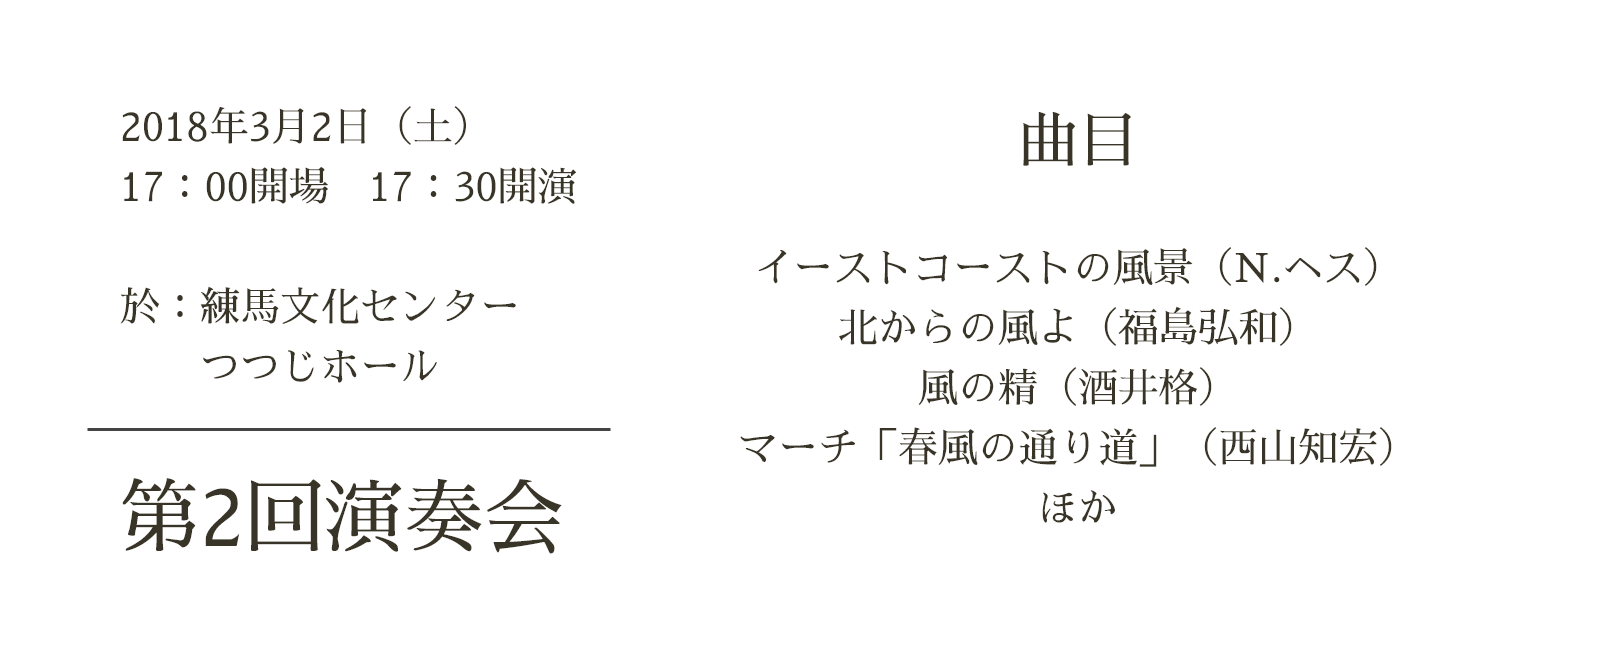 2018年3月2日（土）
17：00開場　17：30開演
於：練馬文化センター
つつじホール
第2回演奏会
曲目
イーストコーストの風景（N.ヘス）
北からの風よ（福島弘和）
風の精（酒井格）
マーチ「春風の通り道」（西山知宏）
ほか